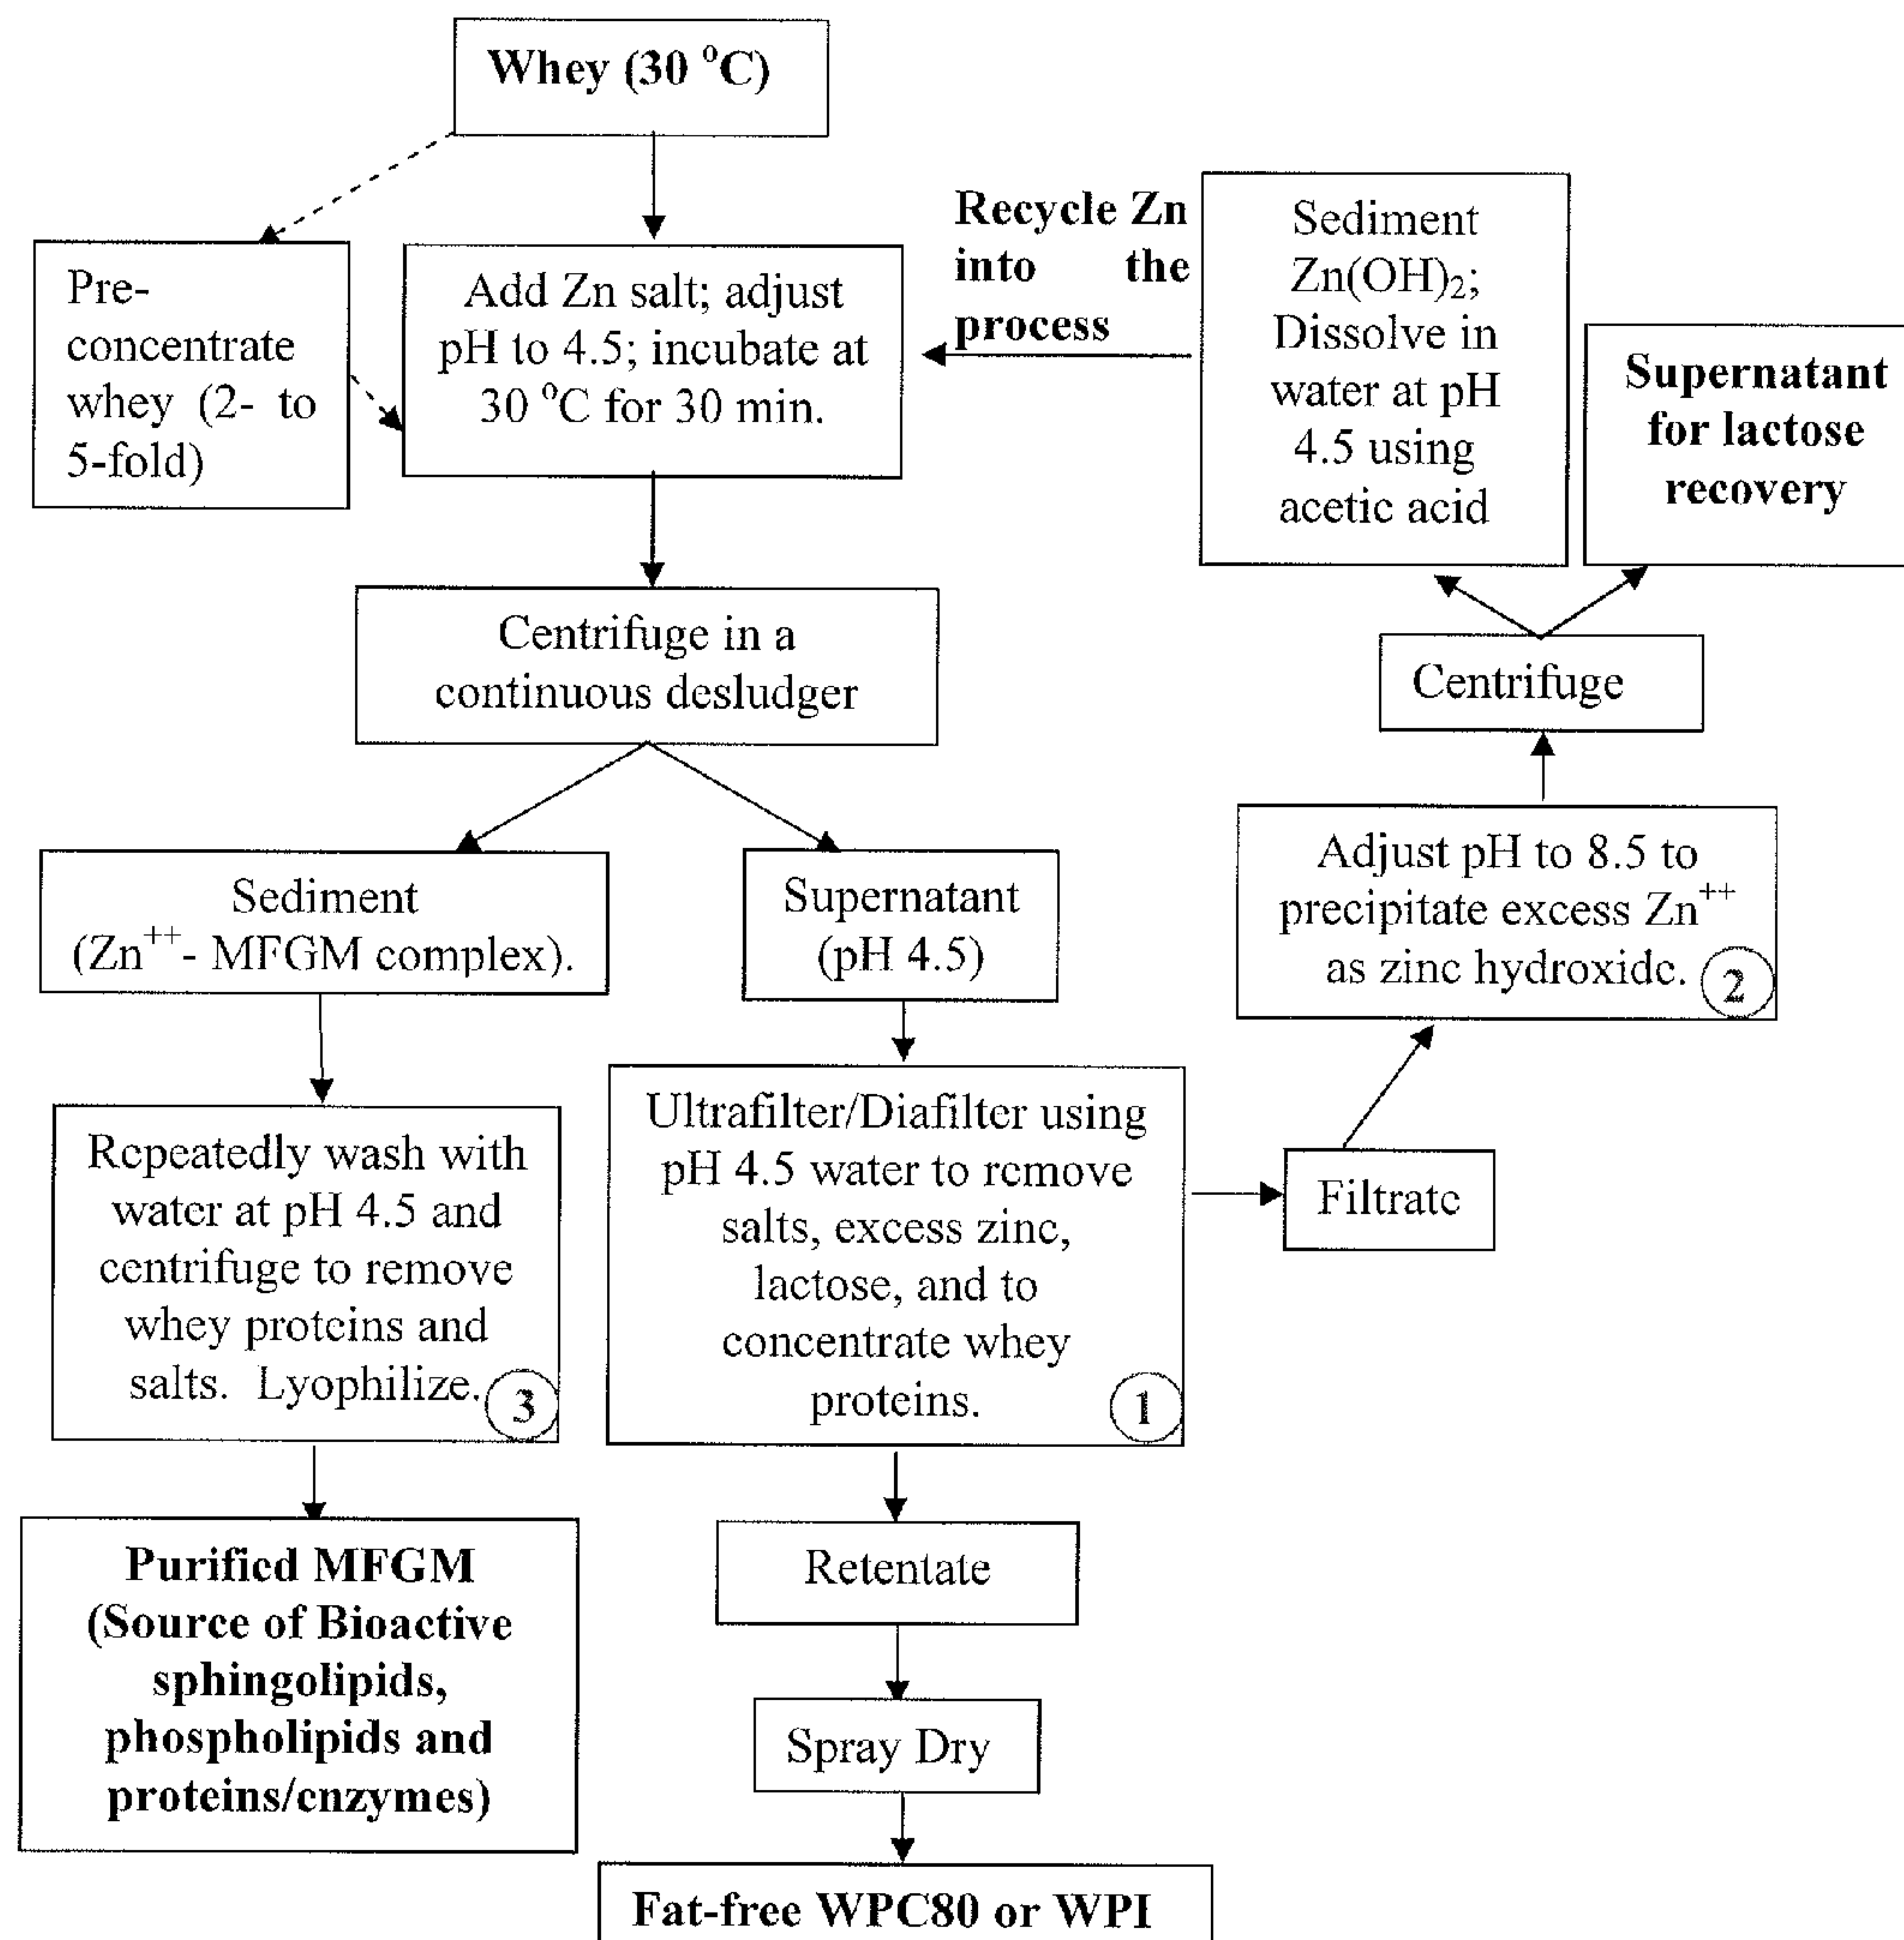 Whey (30 °C)
Pre-
concentrate
whey (2- to
5-fold)
Add Zn salt; adjust
pH to 4.5; incubate at
30 °C for 30 min.
Recycle Zn
into the
process
Sediment
Zn(OH)₂;
Dissolve in
water at pH
4.5 using
acetic acid
Supernatant
for lactose
recovery
Centrifuge in a
continuous desludger
Centrifuge
Sediment
(Zn⁺⁺- MFGM complex).
Supernatant
(pH 4.5)
Adjust pH to 8.5 to
precipitate excess Zn⁺⁺
as zinc hydroxide.
2
Repeatedly wash with
water at pH 4.5 and
centrifuge to remove
whey proteins and
salts. Lyophilize.
3
Ultrafilter/Diafilter using
pH 4.5 water to remove
salts, excess zinc,
lactose, and to
concentrate whey
proteins.
1
Filtrate
Purified MFGM
(Source of Bioactive
sphingolipids,
phospholipids and
proteins/enzymes)
Retentate
Spray Dry
Fat-free WPC80 or WPI